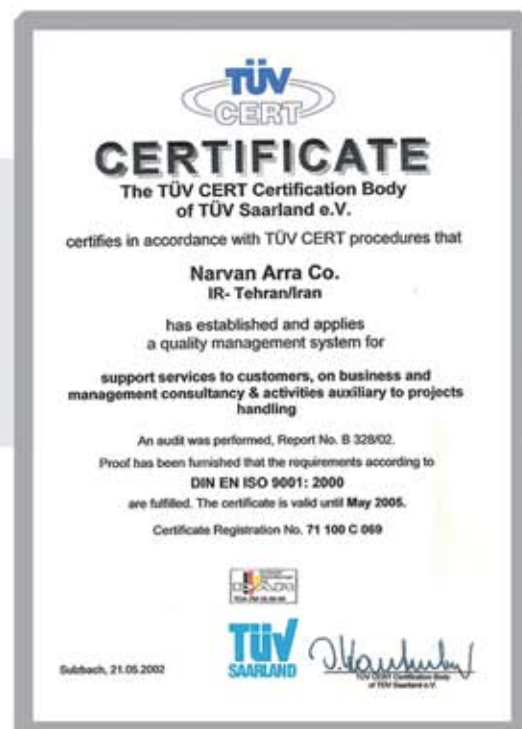 TÜV
CERT
CERTIFICATE
The TÜV CERT Certification Body
of TÜV Saarland e.V.
certifies in accordance with TÜV CERT procedures that
Narvan Arra Co.
IR- Tehran/Iran
has established and applies
a quality management system for
support services to customers, on business and
management consultancy & activities auxiliary to projects
handling
An audit was performed, Report No. B 328/02.
Proof has been furnished that the requirements according to
DIN EN ISO 9001: 2000
are fulfilled. The certificate is valid until May 2005.
Certificate Registration No. 71 100 C 069
TÜV
SAARLAND
Sulzbach, 21.05.2002
TÜV CERT Certification Body
of TÜV Saarland e.V.